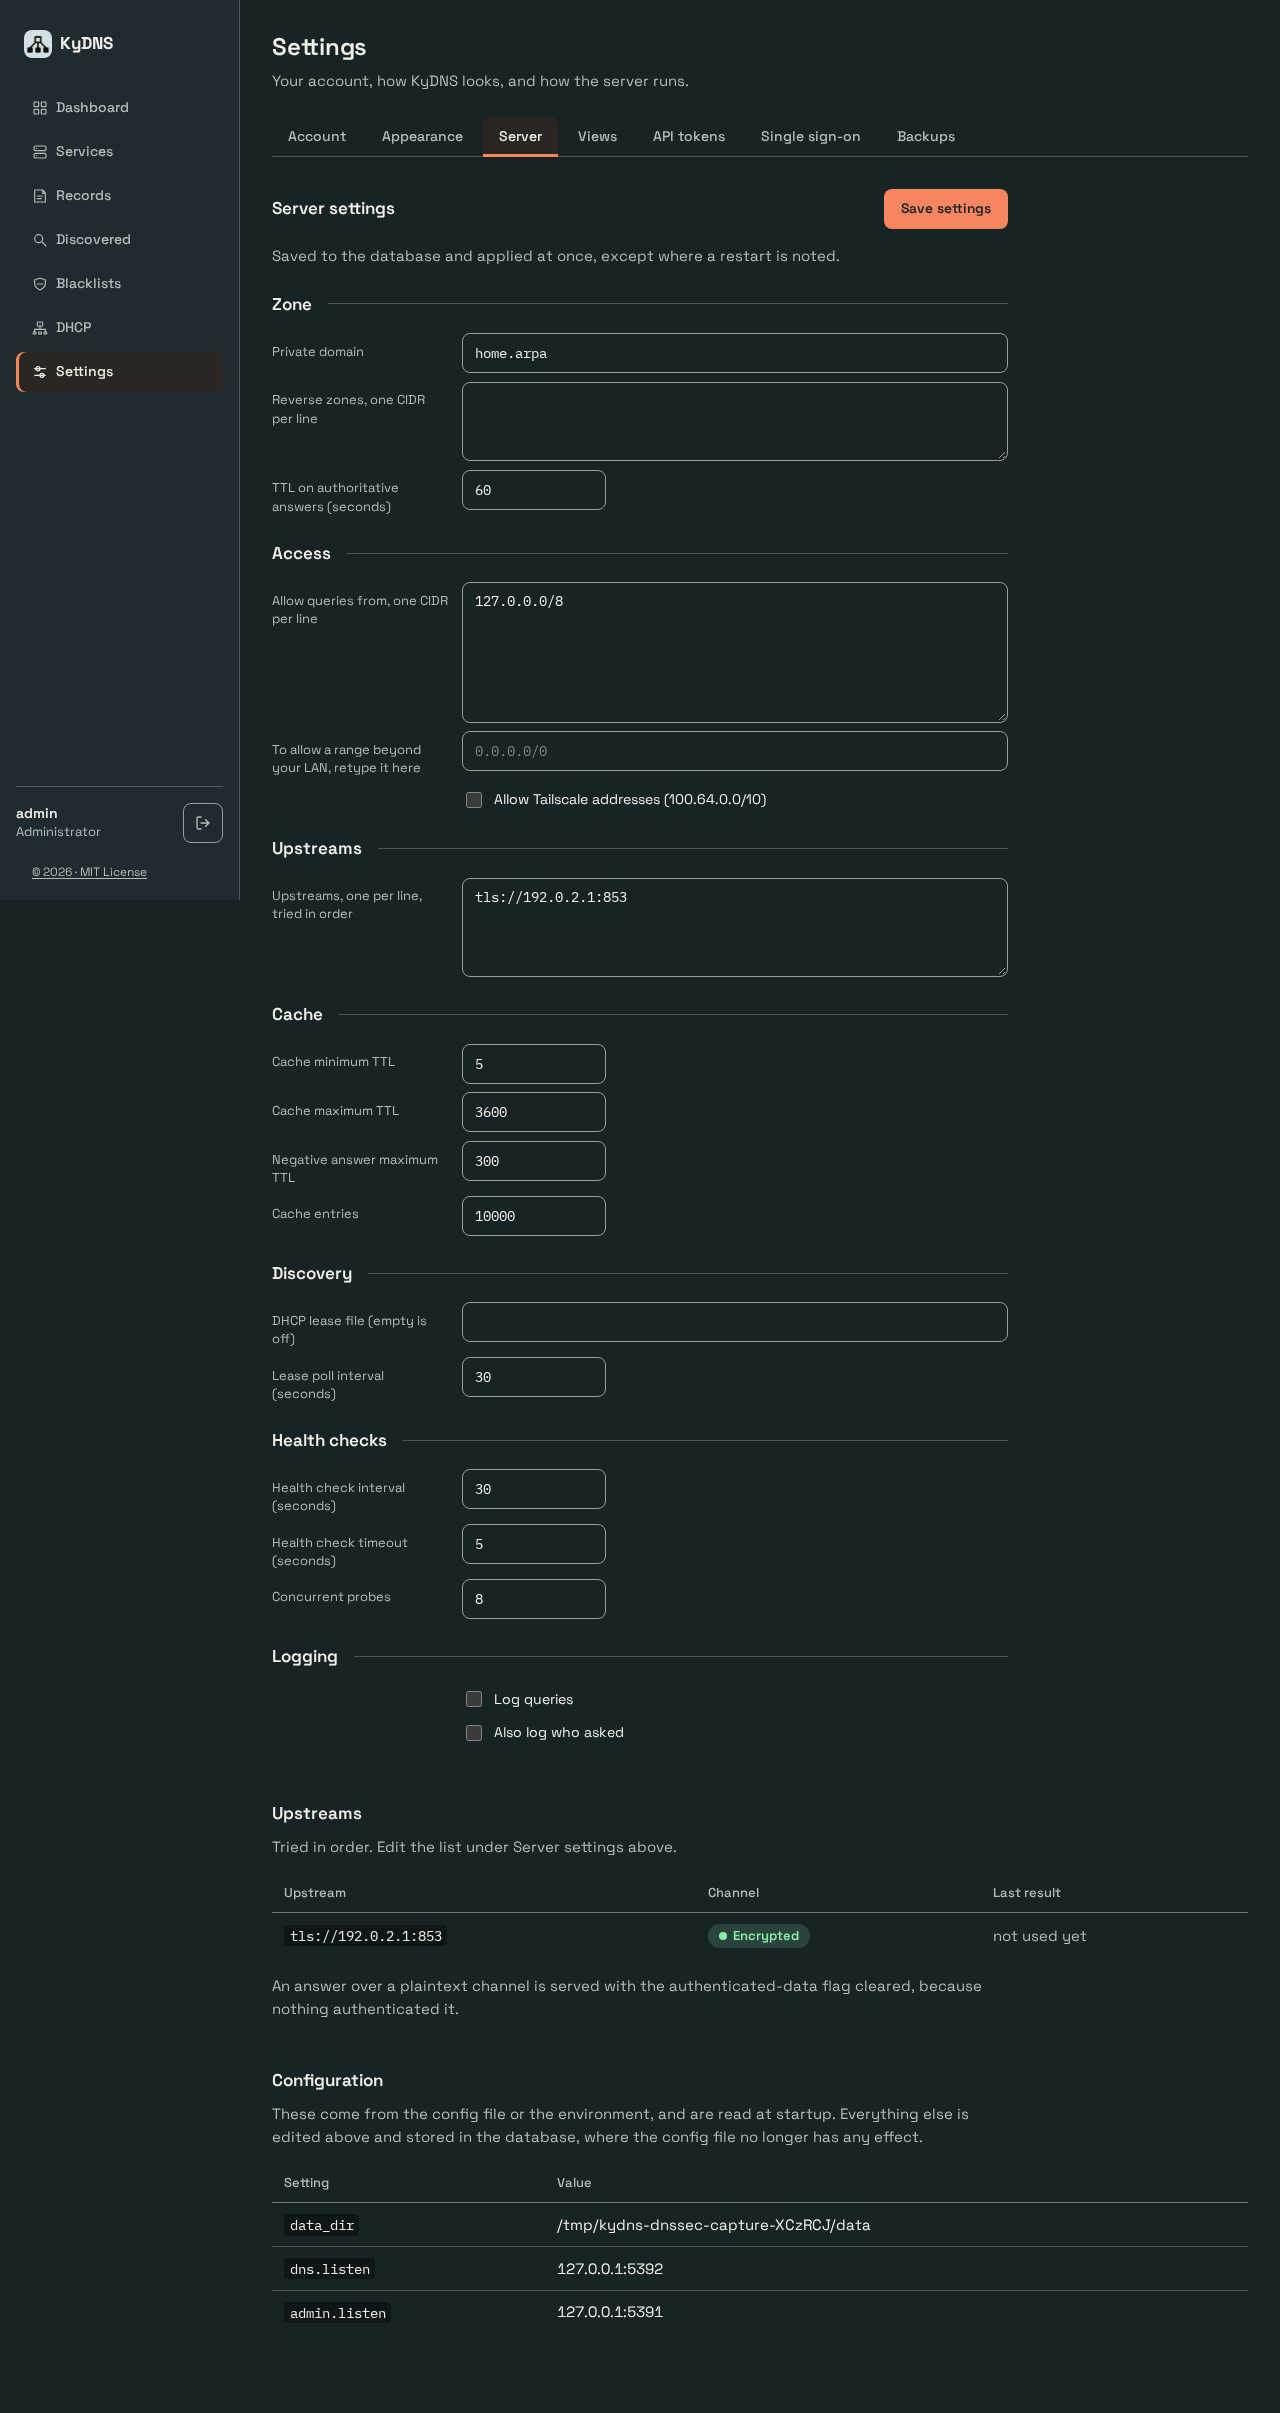 KyDNS
Dashboard
Services
Records
Discovered
Blacklists
DHCP
Settings
admin
Administrator
© 2026 · MIT License
Settings
Your account, how KyDNS looks, and how the server runs.
Account
Appearance
Server
Views
API tokens
Single sign-on
Backups
Server settings
Save settings
Saved to the database and applied at once, except where a restart is noted.
Zone
Private domain
home.arpa
Reverse zones, one CIDR
per line
TTL on authoritative
answers (seconds)
60
Access
Allow queries from, one CIDR
per line
127.0.0.0/8
To allow a range beyond
your LAN, retype it here
0.0.0.0/0
Allow Tailscale addresses (100.64.0.0/10)
Upstreams
Upstreams, one per line,
tried in order
tls://192.0.2.1:853
Cache
Cache minimum TTL
5
Cache maximum TTL
3600
Negative answer maximum
TTL
300
Cache entries
10000
Discovery
DHCP lease file (empty is
off)
Lease poll interval
(seconds)
30
Health checks
Health check interval
(seconds)
30
Health check timeout
(seconds)
5
Concurrent probes
8
Logging
Log queries
Also log who asked
Upstreams
Tried in order. Edit the list under Server settings above.
Upstream
Channel
Last result
tls://192.0.2.1:853
Encrypted
not used yet
An answer over a plaintext channel is served with the authenticated-data flag cleared, because
nothing authenticated it.
Configuration
These come from the config file or the environment, and are read at startup. Everything else is
edited above and stored in the database, where the config file no longer has any effect.
Setting
Value
data_dir
/tmp/kydns-dnssec-capture-XCzRCJ/data
dns.listen
127.0.0.1:5392
admin.listen
127.0.0.1:5391